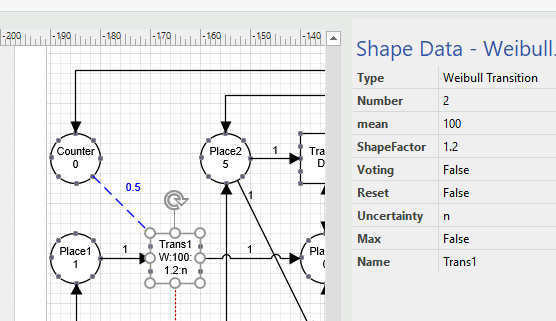 -200 -190 -180 -170 -160 -150 -140
Shape Data - Weibull.
Type Weibull Transition
Number 2
mean 100
ShapeFactor 1.2
Voting False
Reset False
Uncertainty n
Max False
Name Trans1
Counter
0
Place2
5
1
Tra
D
0.5
1
Place1
1
1
Trans1
W:100:
1.2:n
1
Place